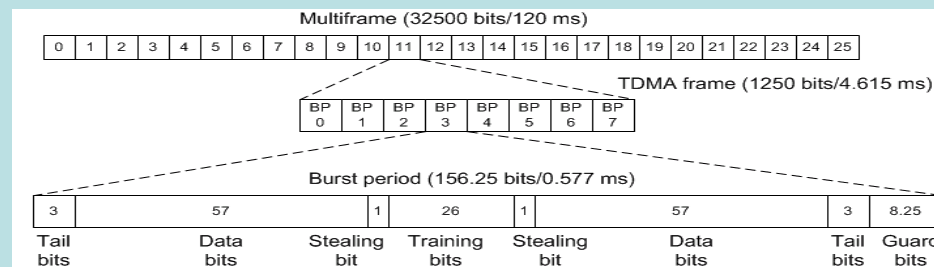 Multiframe (32500 bits/120 ms)
0 1 2 3 4 5 6 7 8 9 10 11 12 13 14 15 16 17 18 19 20 21 22 23 24 25
TDMA frame (1250 bits/4.615 ms)
BP BP BP BP BP BP BP BP
0 1 2 3 4 5 6 7
Burst period (156.25 bits/0.577 ms)
3 57 1 26 1 57 3 8.25
Tail Data Stealing Training Stealing Data Tail Guard
bits bits bit bits bit bits bits bits